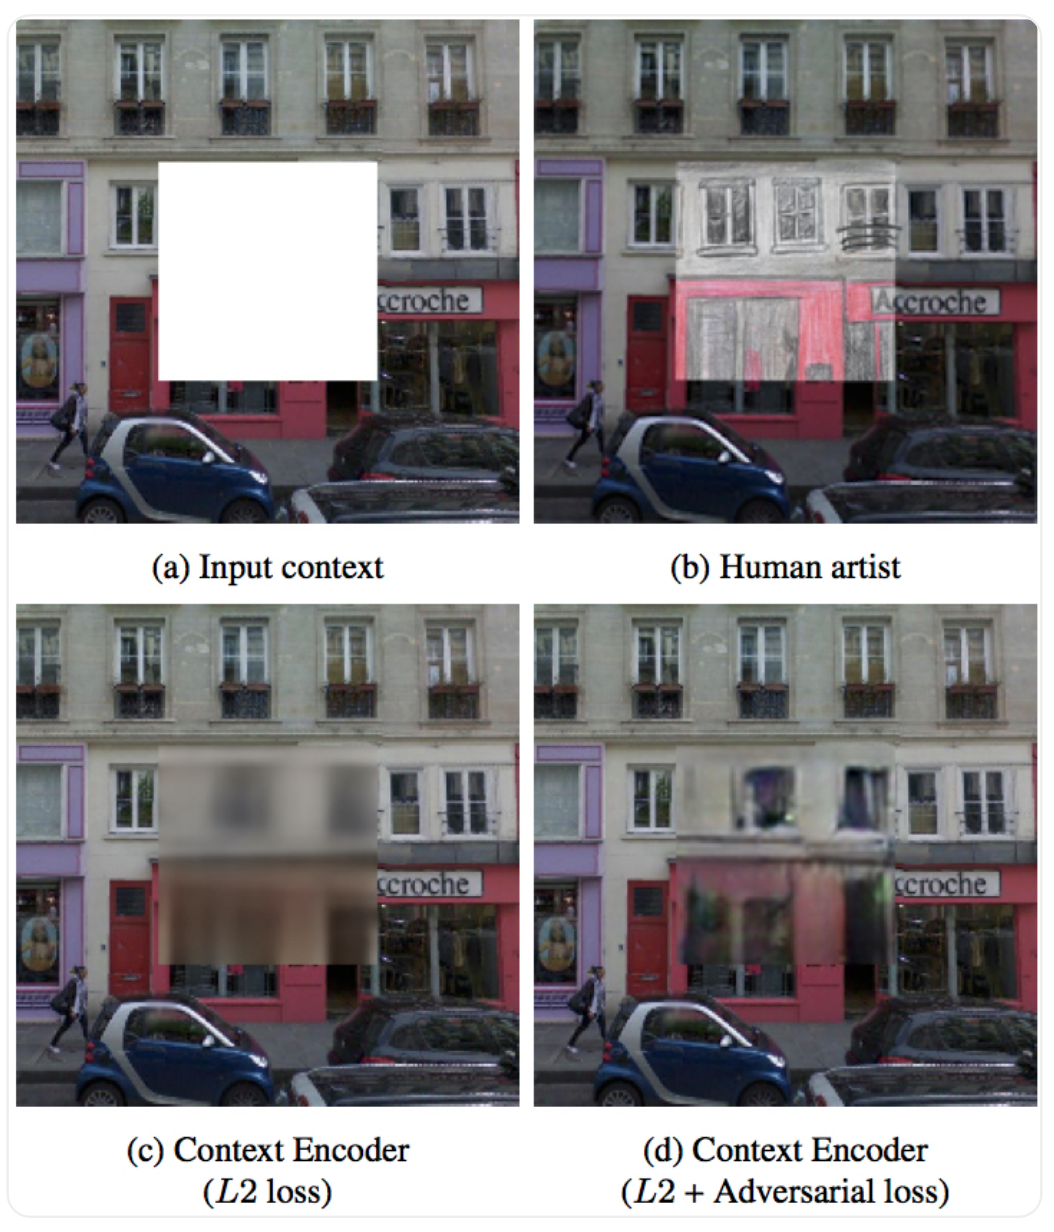 ccroche
Accroche
(a) Input context
(b) Human artist
ccroche
ccroche
(c) Context Encoder
(L2 loss)
(d) Context Encoder
(L2 + Adversarial loss)